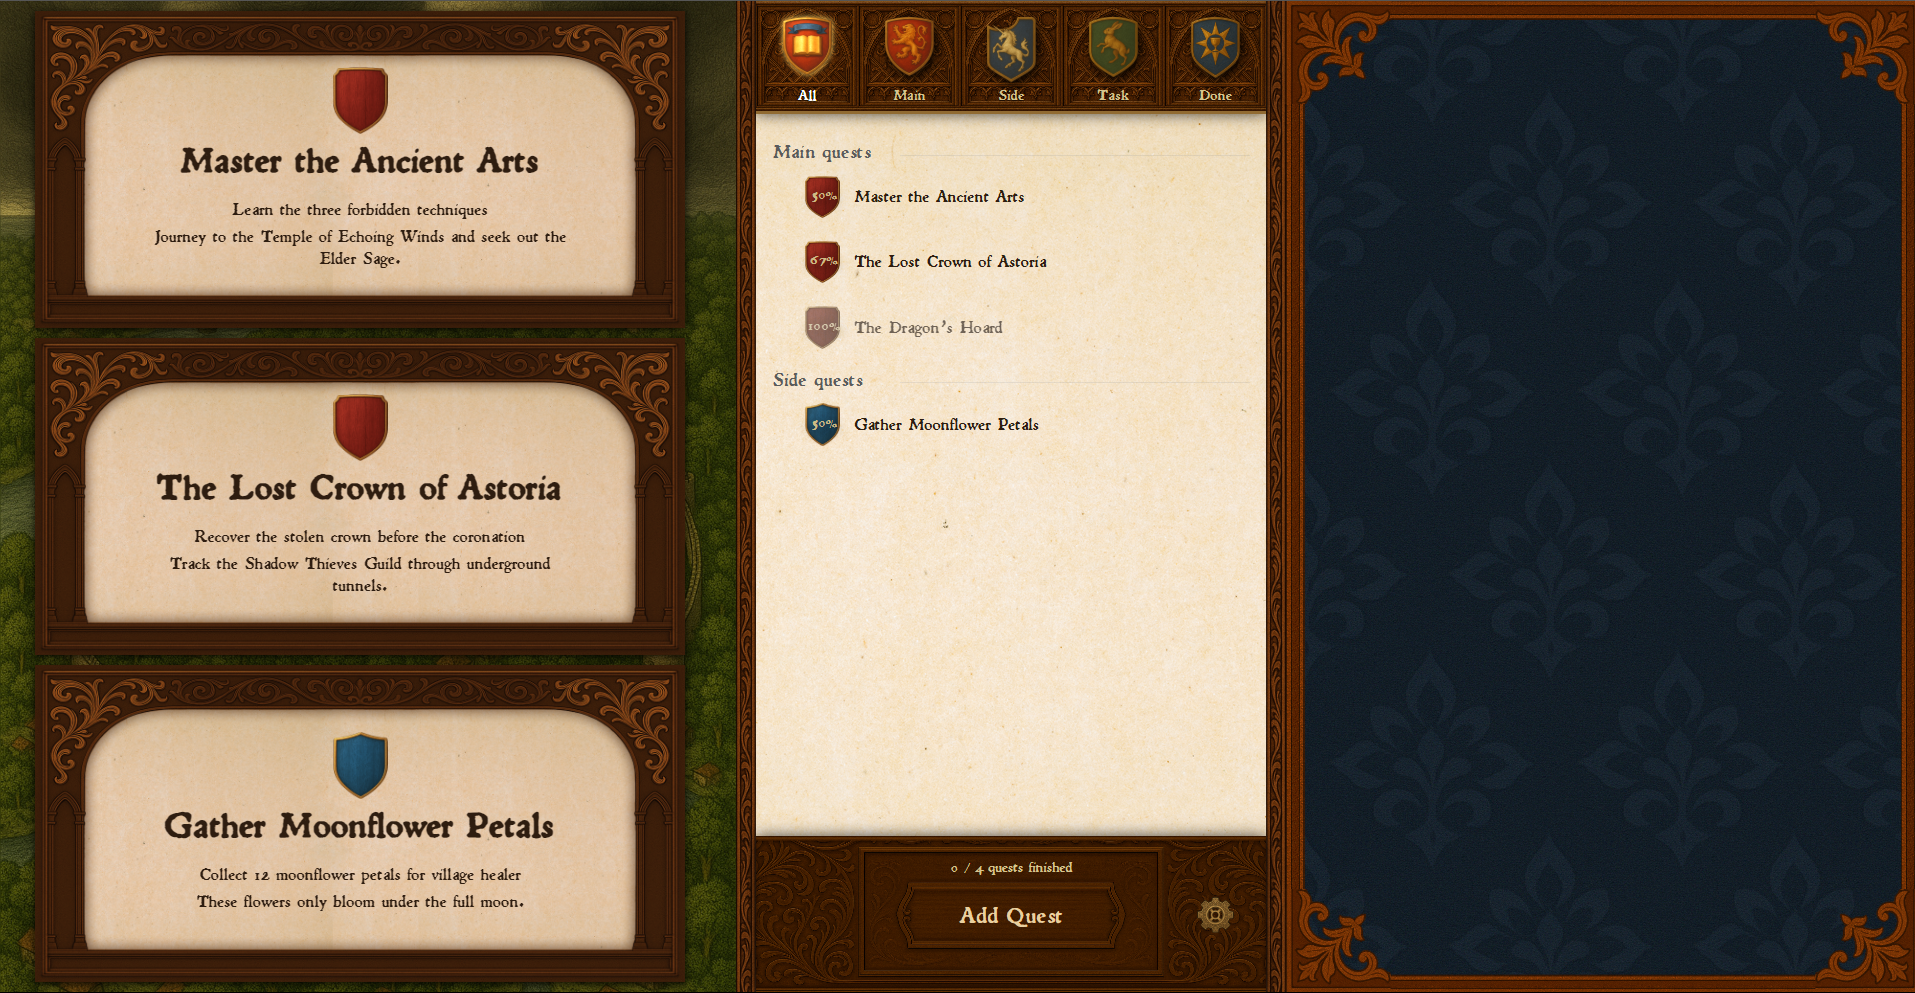 Master the Ancient Arts
Learn the three forbidden techniques
Journey to the Temple of Echoing Winds and seek out the
Elder Sage.
The Lost Crown of Astoria
Recover the stolen crown before the coronation
Track the Shadow Thieves Guild through underground
tunnels.
Gather Moonflower Petals
Collect 12 moonflower petals for village healer
These flowers only bloom under the full moon.
All
Main
Side
Task
Done
Main quests
50%
Master the Ancient Arts
67%
The Lost Crown of Astoria
100%
The Dragon's Hoard
Side quests
50%
Gather Moonflower Petals
0 / 4 quests finished
Add Quest